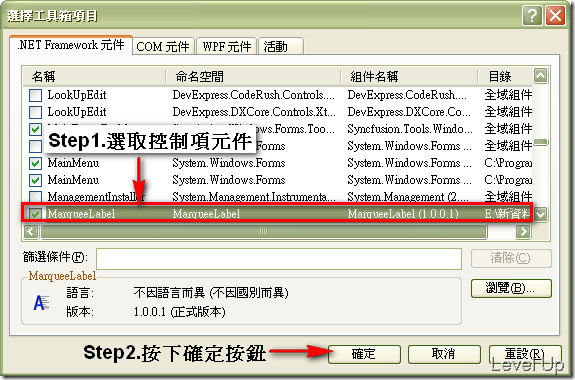 選擇工具箱項目
.NET Framework 元件 COM 元件 WPF 元件 活動
名稱 命名空間 組件名稱 目錄
LookUpEdit DevExpress.CodeRush.Controls... DevExpress.CodeRush.... 全域組件
LookUpEdit DevExpress.DXCore.Controls.Xt... DevExpress.DXCore.Co... 全域組件
System.Windows.Forms.Too... Syncfusion.Tools.Windo... 全域組件
Step1.選取控制項元件
System.Windows.Forms System.Windows.Forms ... 全域組件
MainMenu System.Windows.Forms System.Windows.Forms ... C:\Program
MainMenu System.Windows.Forms System.Windows.Forms ... C:\Program
ManagementInstaller System.Management.Instrumenta... System.Management (2.... 全域組件
MarqueeLabel MarqueeLabel MarqueeLabel (1.0.0.1) E:\新資料
篩選條件(F): 清除(C)
MarqueeLabel
瀏覽(B)...
語言: 不因語言而異 (不因國別而異)
版本: 1.0.0.1 (正式版本)
Step2.按下確定按鈕 確定 取消 重設(R)
Level Up